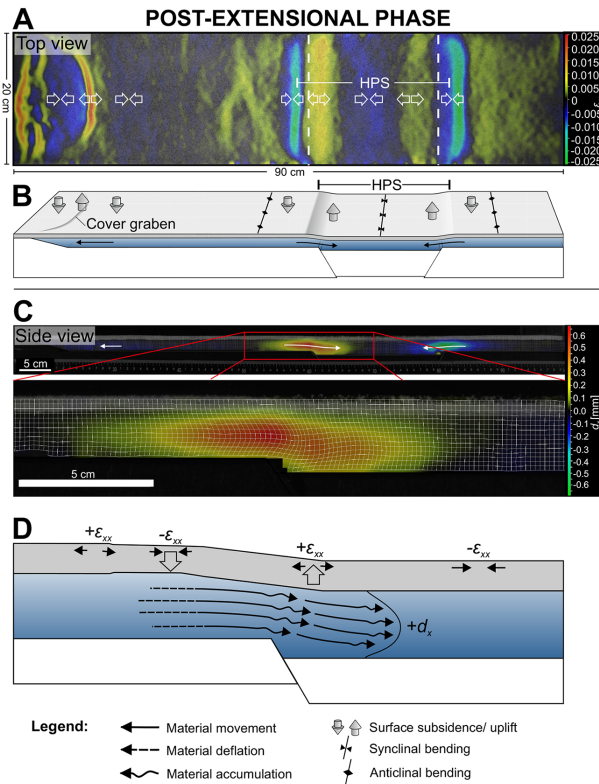 A POST-EXTENSIONAL PHASE
Top view
HPS
20 cm
90 cm
0.025
0.020
0.015
0.010
0.005
0
-0.005
-0.010
-0.015
-0.020
-0.025
B
HPS
Cover graben
C
Side view
5 cm
5 cm
0.6
0.5
0.4
0.3
0.2
0.1
0.0
-0.1
-0.2
-0.3
-0.4
-0.5
-0.6
dₓ[mm]
D
+εxx
-εxx
+εxx
-εxx
+dx
Legend:
Material movement
Material deflation
Material accumulation
Surface subsidence/ uplift
Synclinal bending
Anticlinal bending